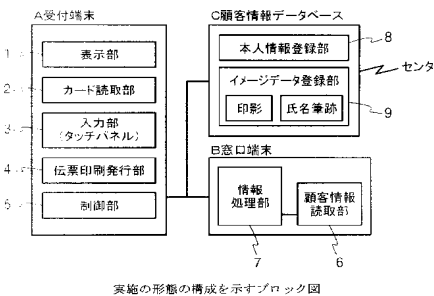 A受付端末
1
表示部
2
カード読取部
3
入力部
(タッチパネル)
4
伝票印刷発行部
5
制御部
C顧客情報データベース
本人情報登録部
8
イメージデータ登録部
センタ
印影
氏名筆跡
9
B窓口端末
情報
処理部
顧客情報
読取部
7
6
実施の形態の構成を示すブロック図